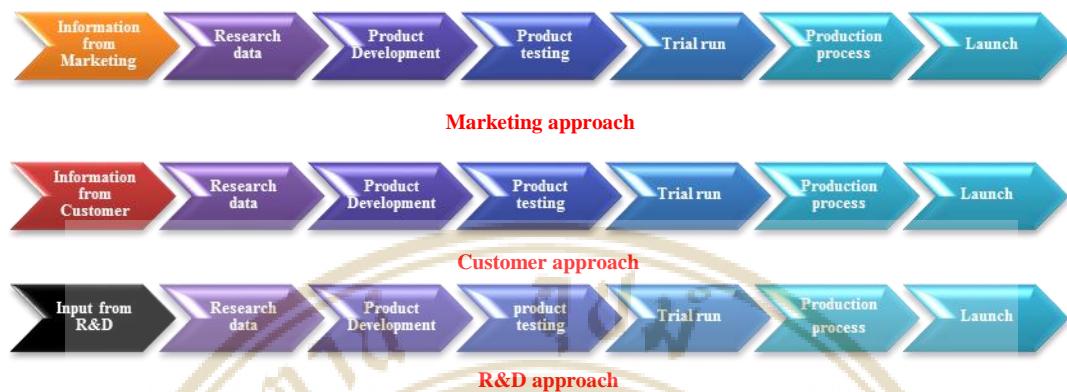 Information from Marketing
Research data
Product Development
Product testing
Trial run
Production process
Launch
Marketing approach
Information from Customer
Research data
Product Development
Product testing
Trial run
Production process
Launch
Customer approach
Input from R&D
Research data
Product Development
product testing
Trial run
Production process
Launch
R&D approach